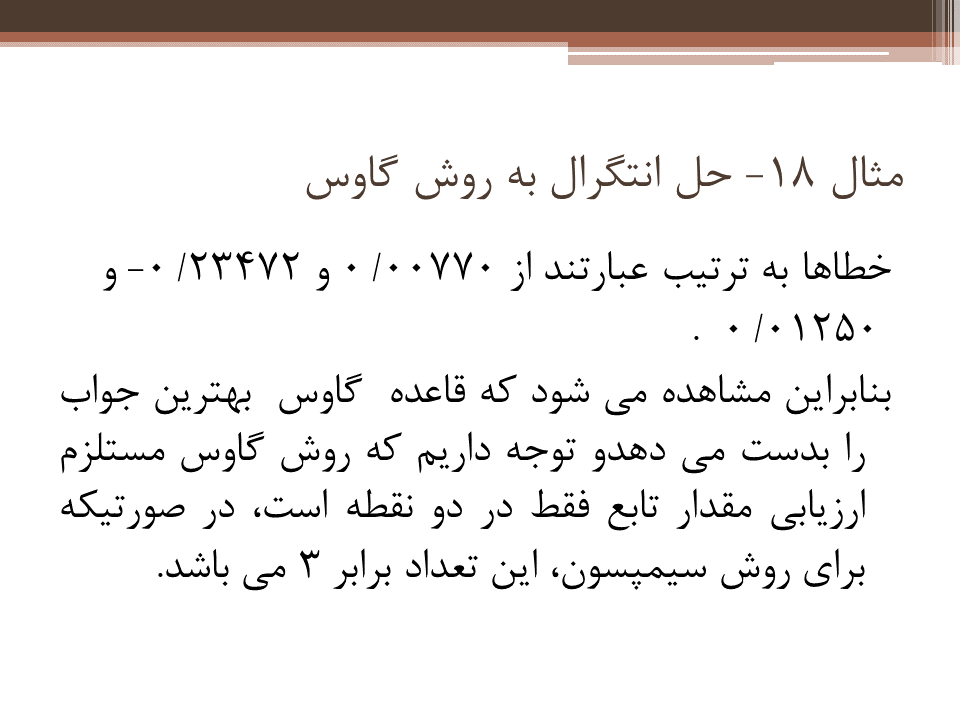 مثال ۱۸- حل انتگرال به روش گاوس
خطاها به ترتیب عبارتند از ۰/۰۰۷۷۰ و ۰/۲۳۴۷۲- و
۰/۰۱۲۵۰ .
بنابراین مشاهده می شود که قاعده گاوس بهترین جواب
را بدست می دهدو توجه داریم که روش گاوس مستلزم
ارزیابی مقدار تابع فقط در دو نقطه است، در صورتیکه
برای روش سیمپسون، این تعداد برابر ۳ می باشد.